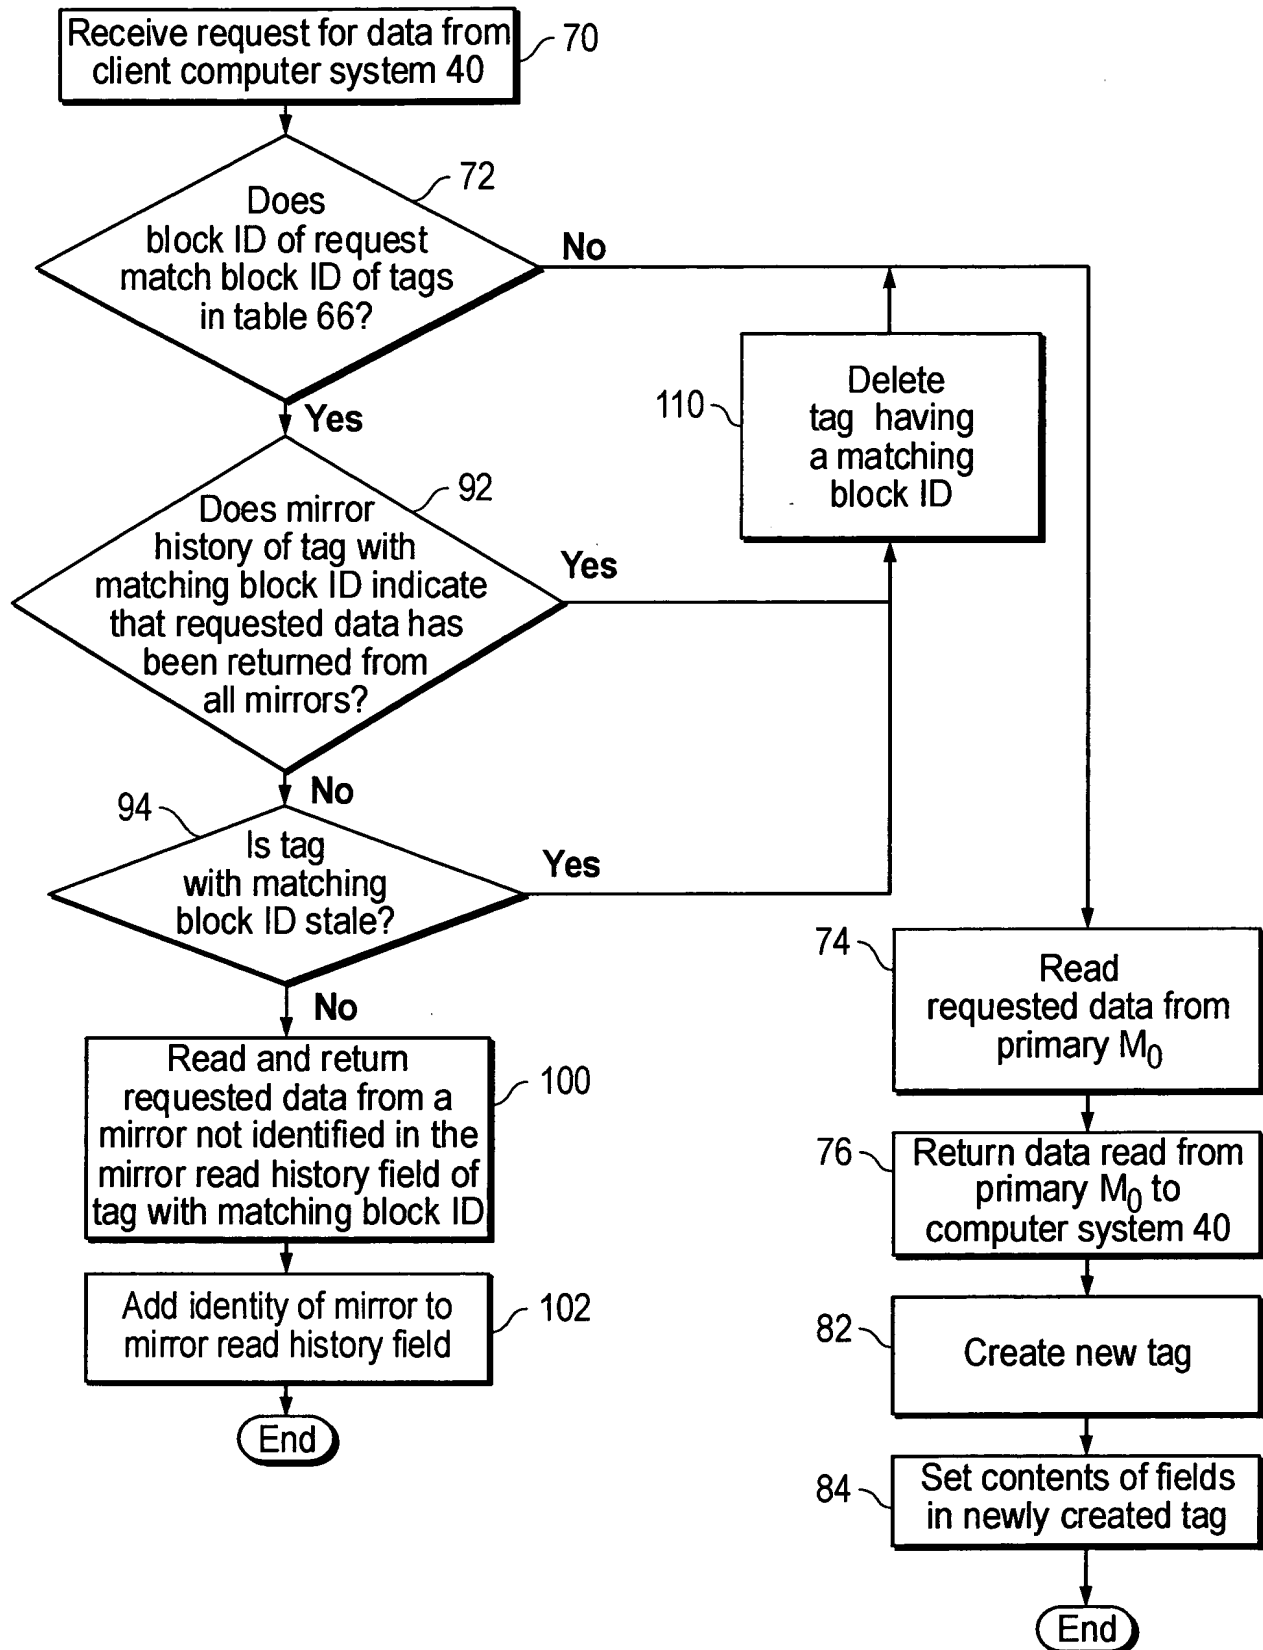 Receive request for data from
client computer system 40
70
72
Does
block ID of request
match block ID of tags
in table 66?
No
Yes
110
Delete
tag having
a matching
block ID
92
Does mirror
history of tag with
matching block ID indicate
that requested data has
been returned from
all mirrors?
Yes
No
94
Is tag
with matching
block ID stale?
Yes
No
Read and return
requested data from a
mirror not identified in the
mirror read history field of
tag with matching block ID
100
Add identity of mirror to
mirror read history field
102
End
74
Read
requested data from
primary M₀
76
Return data read from
primary M₀ to
computer system 40
82
Create new tag
84
Set contents of fields
in newly created tag
End